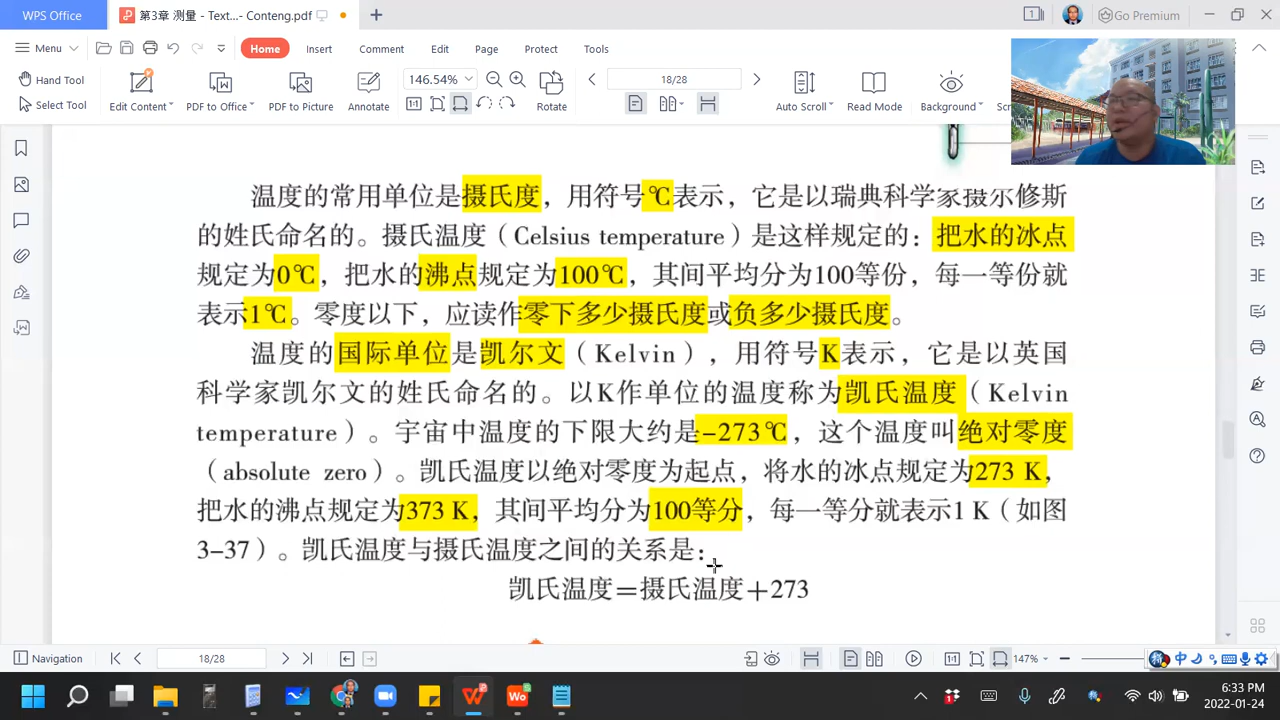 WPS Office
第3章 测量 - Text...- Conteng.pdf
1
Go Premium
Menu
Home
Insert
Comment
Edit
Page
Protect
Tools
Hand Tool
Select Tool
Edit Content
PDF to Office
PDF to Picture
Annotate
146.54%
Rotate
18/28
Auto Scroll
Read Mode
Background
温度的常用单位是摄氏度，用符号℃表示，它是以瑞典科学家摄尔修斯
的姓氏命名的。摄氏温度（Celsius temperature）是这样规定的：把水的冰点
规定为0℃，把水的沸点规定为100℃，其间平均分为100等份，每一等份就
表示1℃。零度以下，应读作零下多少摄氏度或负多少摄氏度。
温度的国际单位是凯尔文（Kelvin），用符号K表示，它是以英国
科学家凯尔文的姓氏命名的。以K作单位的温度称为凯氏温度（Kelvin
temperature）。宇宙中温度的下限大约是–273℃，这个温度叫绝对零度
（absolute zero）。凯氏温度以绝对零度为起点，将水的冰点规定为273 K，
把水的沸点规定为373 K，其间平均分为100等分，每一等分就表示1 K（如图
3–37）。凯氏温度与摄氏温度之间的关系是：
凯氏温度＝摄氏温度＋273
Navigation
18/28
147%
中
6:33 PM
2022-01-24